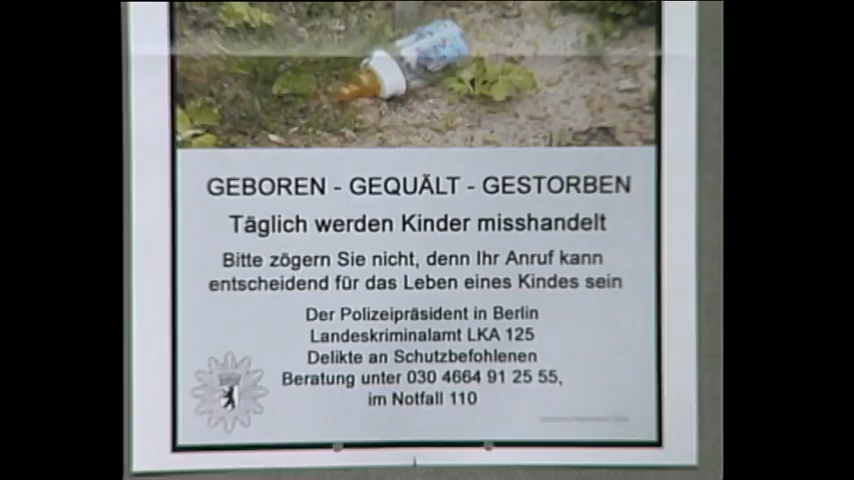 GEBOREN - GEQUÄLT - GESTORBEN
Täglich werden Kinder misshandelt
Bitte zögern Sie nicht, denn Ihr Anruf kann
entscheidend für das Leben eines Kindes sein
Der Polizeipräsident in Berlin
Landeskriminalamt LKA 125
Delikte an Schutzbefohlenen
Beratung unter 030 4664 91 25 55,
im Notfall 110